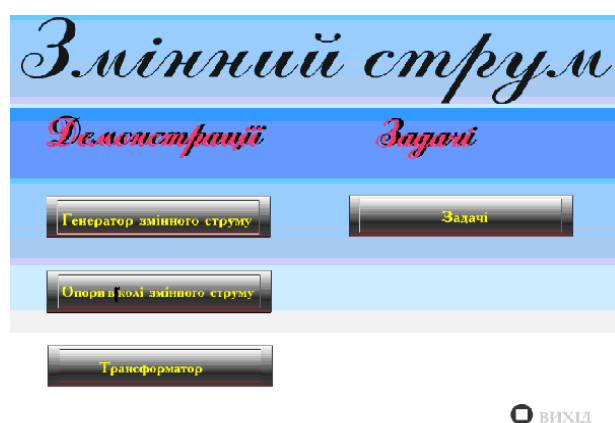 Змінний струм
Демонстрації Задачі
Генератор змінного струму Задачі
Опори в колі змінного струму
Трансформатор
ВИХІД